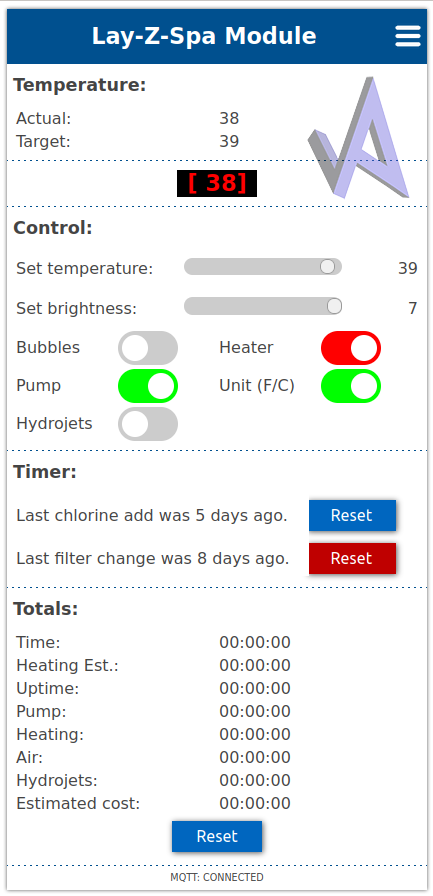 Lay-Z-Spa Module
Temperature:
Actual: 38
Target: 39
[ 38]
Control:
Set temperature: 39
Set brightness: 7
Bubbles Heater
Pump Unit (F/C)
Hydrojets
Timer:
Last chlorine add was 5 days ago. Reset
Last filter change was 8 days ago. Reset
Totals:
Time: 00:00:00
Heating Est.: 00:00:00
Uptime: 00:00:00
Pump: 00:00:00
Heating: 00:00:00
Air: 00:00:00
Hydrojets: 00:00:00
Estimated cost: 00:00:00
Reset
MQTT: CONNECTED